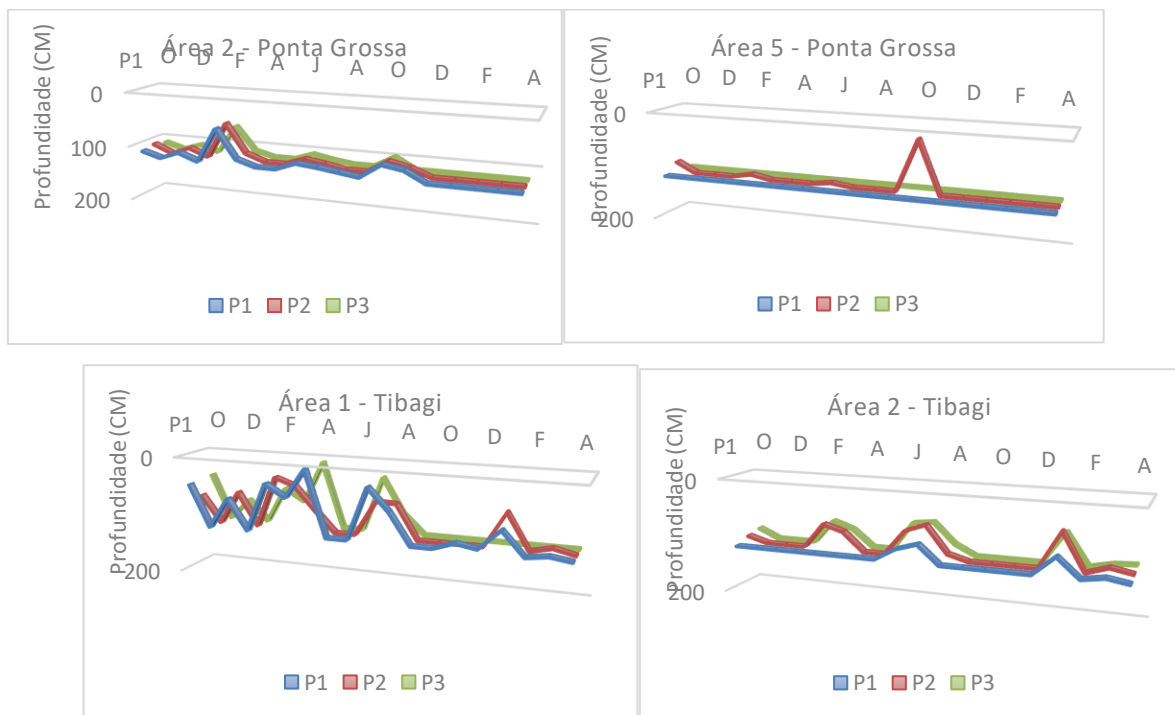 Área 2 - Ponta Grossa
P1 O D F A J A O D F A
Profundidade (CM)
0
100
200
P1 P2 P3
Área 5 - Ponta Grossa
P1 O D F A J A O D F A
Profundidade (CM)
0
200
P1 P2 P3
Área 1 - Tibagi
P1 O D F A J A O D F A
Profundidade (CM)
0
200
P1 P2 P3
Área 2 - Tibagi
P1 O D F A J A O D F A
Profundidade (CM)
0
200
P1 P2 P3